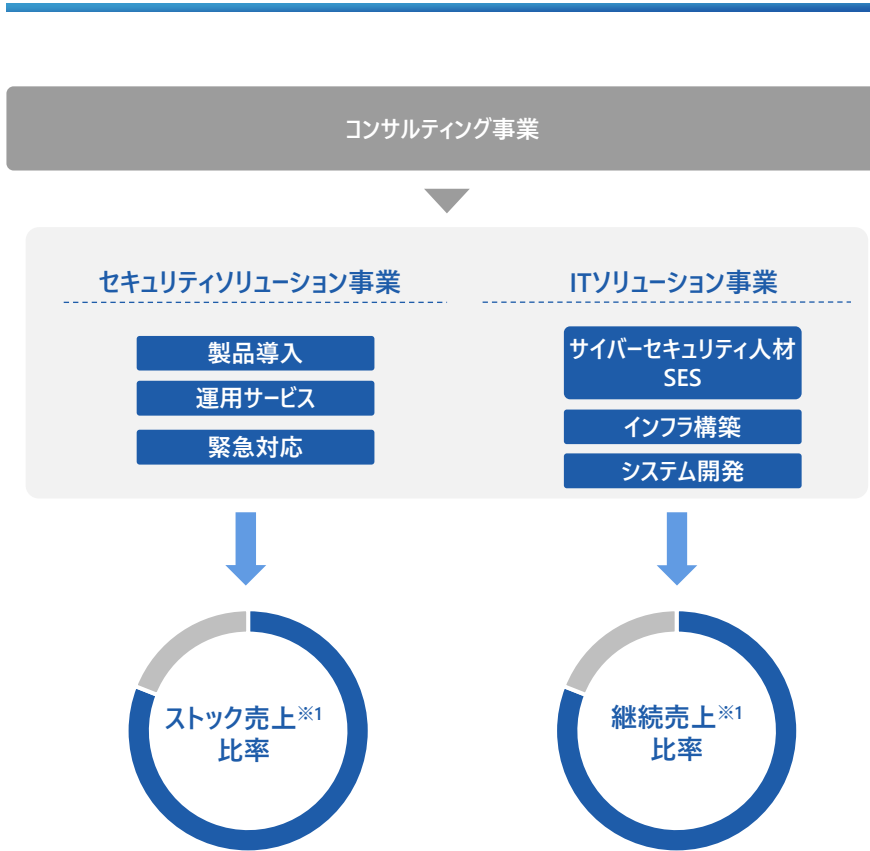 コンサルティング事業
セキュリティソリューション事業
製品導入
運用サービス
緊急対応
ITソリューション事業
サイバーセキュリティ人材
SES
インフラ構築
システム開発
ストック売上※1
比率
継続売上※1
比率